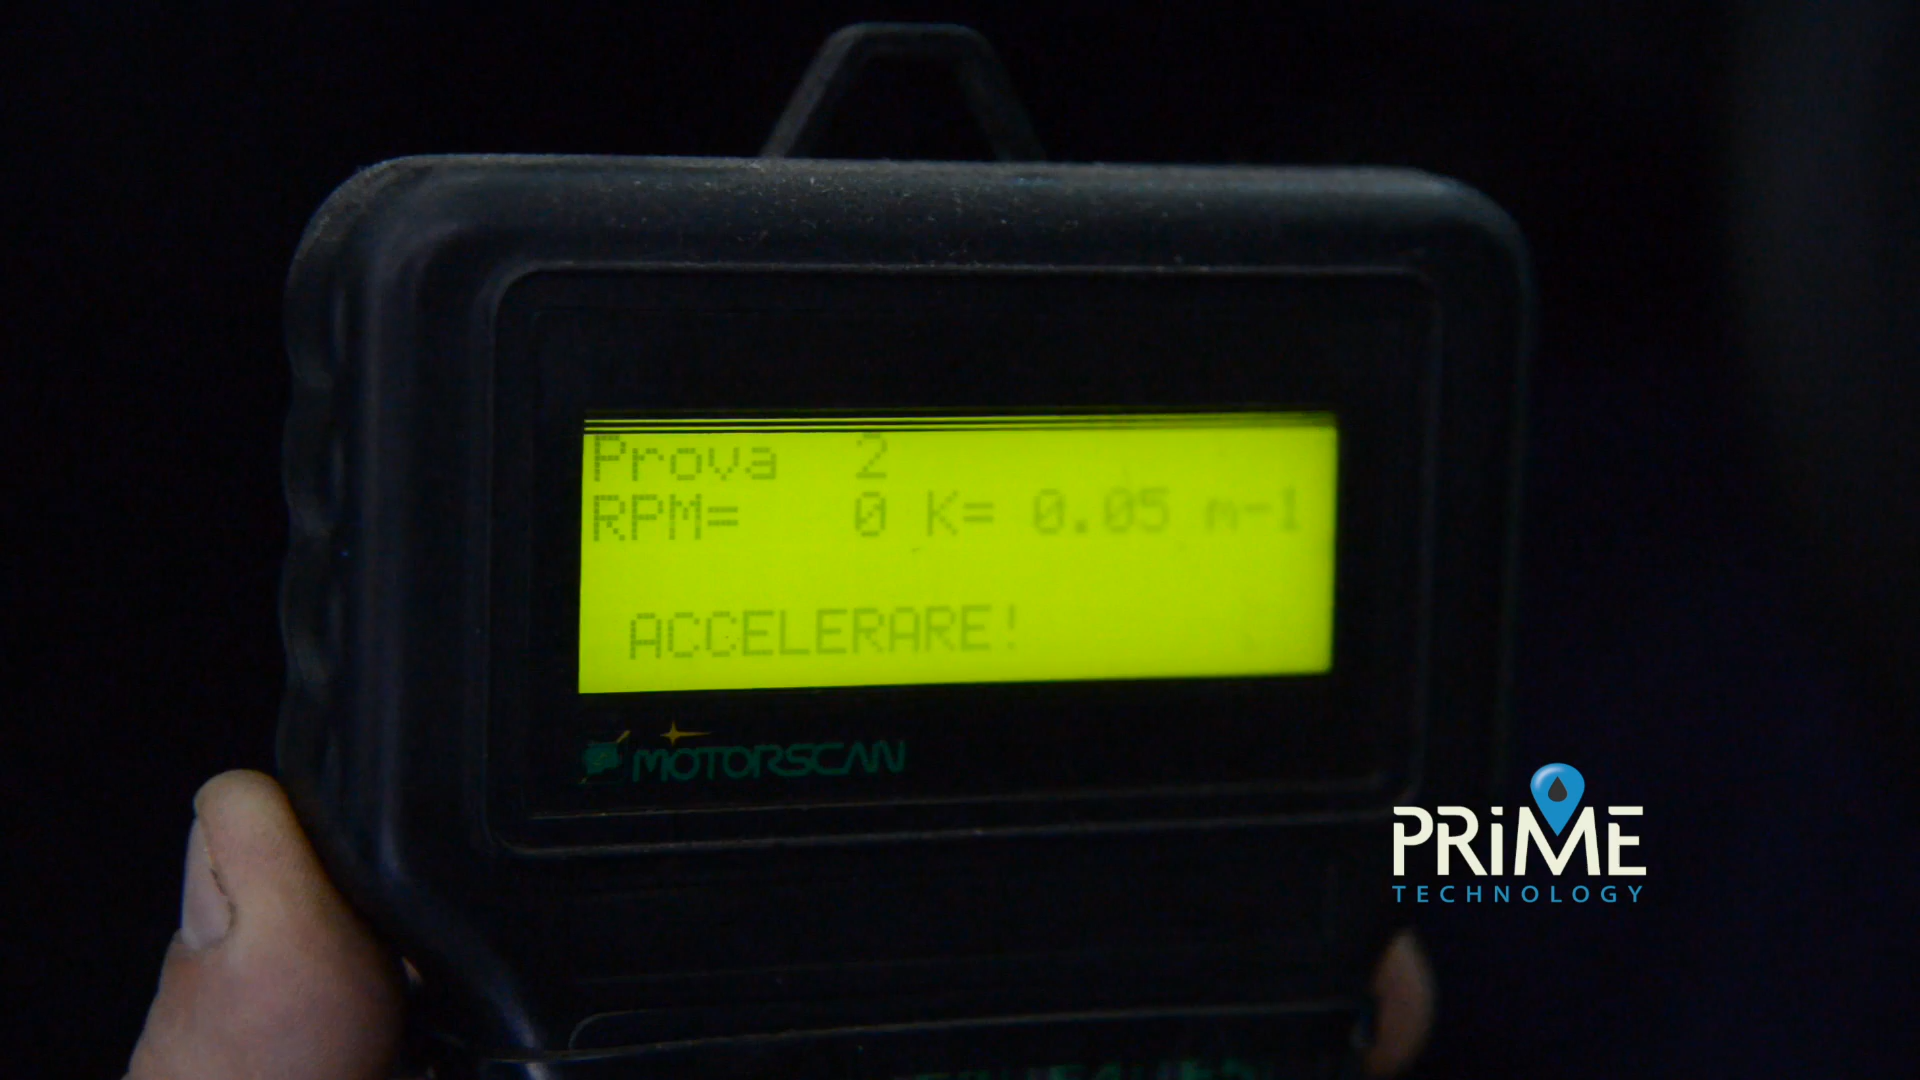 Prova 2
RPM= 0 K= 0.05 m-1
ACCELERARE!
MOTORSCAN
PRiME
TECHNOLOGY